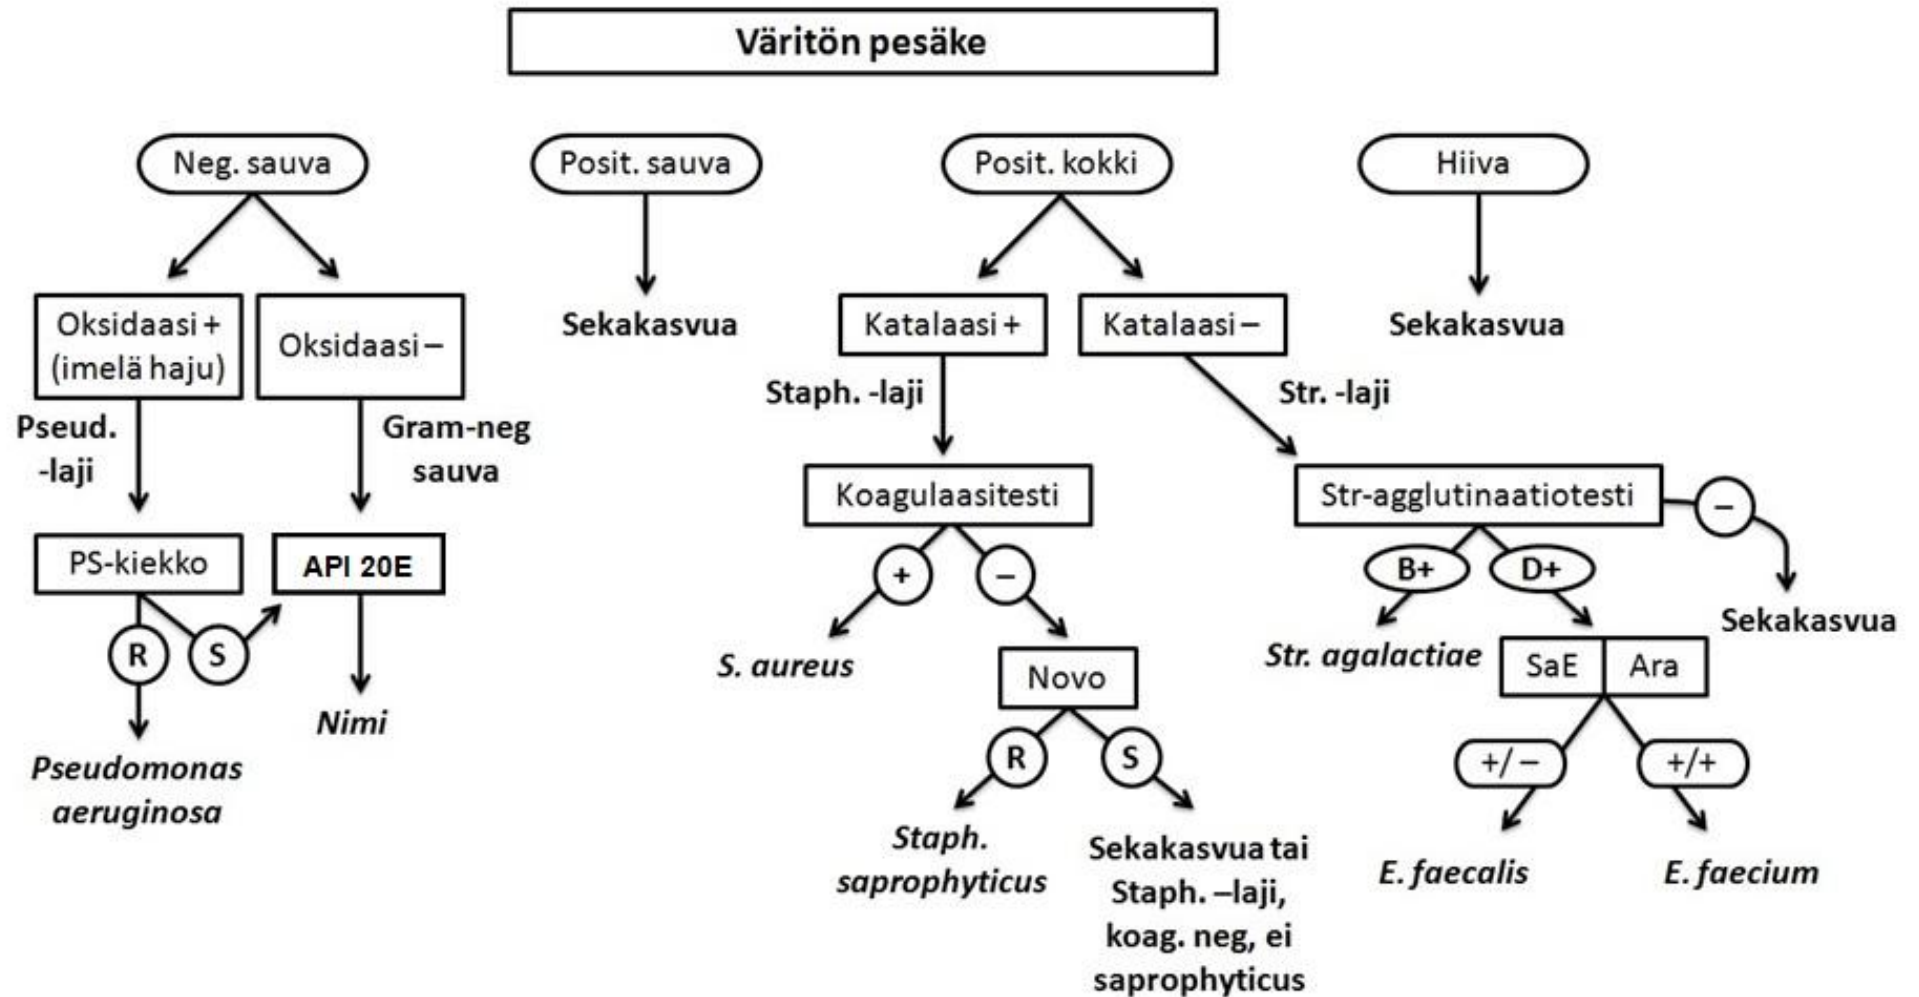 Väritön pesäke
Neg. sauva
Posit. sauva
Posit. kokki
Hiiva
Oksidaasi +
(imelä haju)
Oksidaasi –
Sekakasvua
Katalaasi +
Katalaasi –
Sekakasvua
Pseud.
-laji
Gram-neg
sauva
Staph. -laji
Str. -laji
PS-kiekko
API 20E
Koagulaasitesti
Str-agglutinaatiotesti
–
R
S
+
–
B+
D+
Sekakasvua
Pseudomonas
aeruginosa
Nimi
S. aureus
Novo
Str. agalactiae
SaE
Ara
R
S
+/ –
+/+
Staph.
saprophyticus
Sekakasvua tai
Staph. –laji,
koag. neg, ei
saprophyticus
E. faecalis
E. faecium